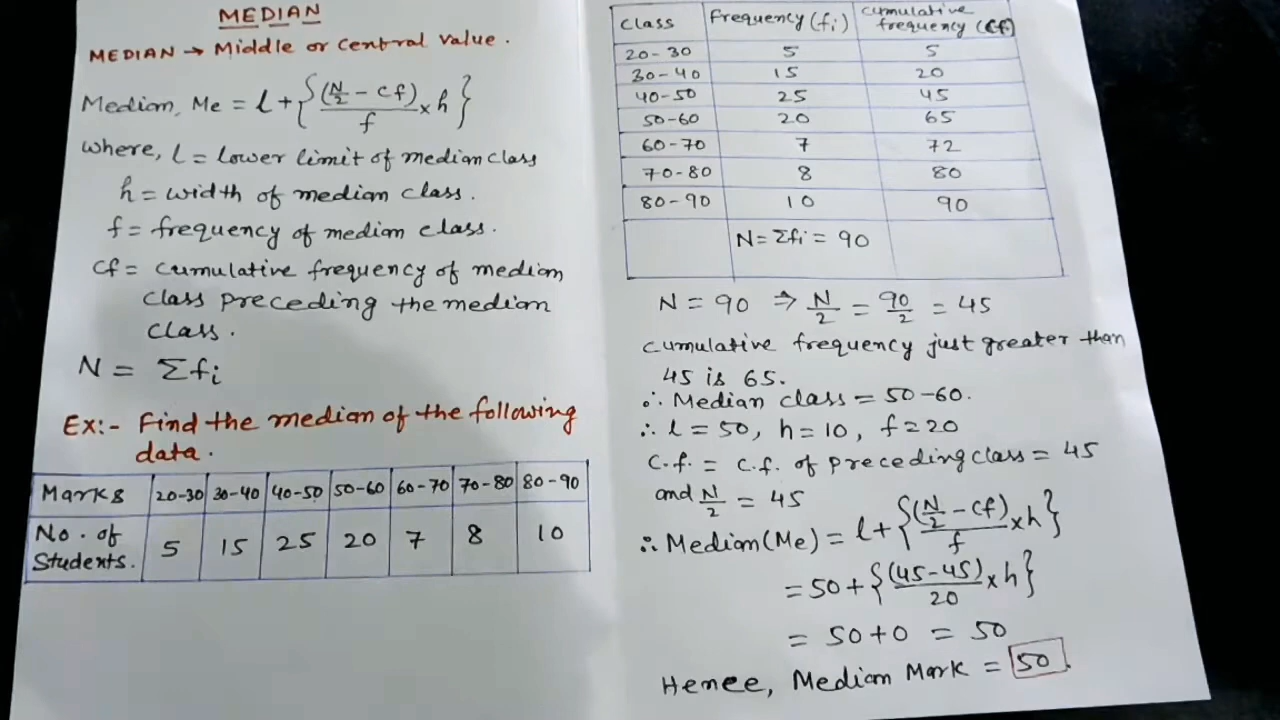 MEDIAN
MEDIAN → Middle or Central Value.
Median, Me = l + { (N/2 - cf)/f × h }
where, l = lower limit of median class
h = width of median class.
f = frequency of median class.
cf = cumulative frequency of median
class preceding the median
class.
N = Σfi
Ex:- Find the median of the following
data.
Marks 20-30 30-40 40-50 50-60 60-70 70-80 80-90
No. of Students. 5 15 25 20 7 8 10
Class Frequency (fi) Cumulative frequency (cf)
20-30 5 5
30-40 15 20
40-50 25 45
50-60 20 65
60-70 7 72
70-80 8 80
80-90 10 90
N = Σfi = 90
N = 90 ⇒ N/2 = 90/2 = 45
Cumulative frequency just greater than
45 is 65.
∴ Median class = 50-60.
∴ l = 50, h = 10, f = 20
C.f. = C.f. of preceding class = 45
and N/2 = 45
∴ Median (Me) = l + { (N/2 - cf)/f × h }
= 50 + { (45-45)/20 × h }
= 50 + 0 = 50
Hence, Median Mark = 50.